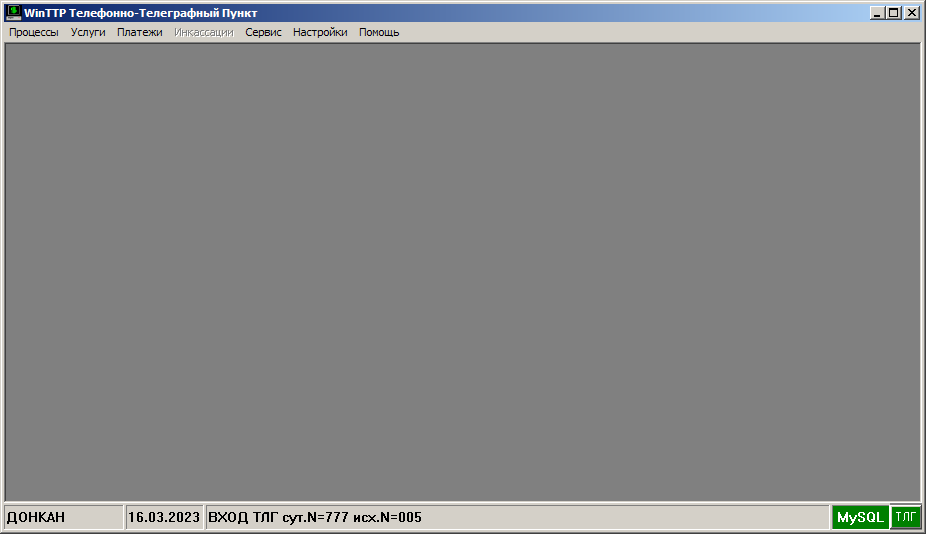 WinTTP Телефонно-Телеграфный Пункт
Процессы Услуги Платежи Инкассации Сервис Настройки Помощь
ДОНКАН 16.03.2023 ВХОД ТЛГ сут.N=777 исх.N=005 MySQL ТЛГ